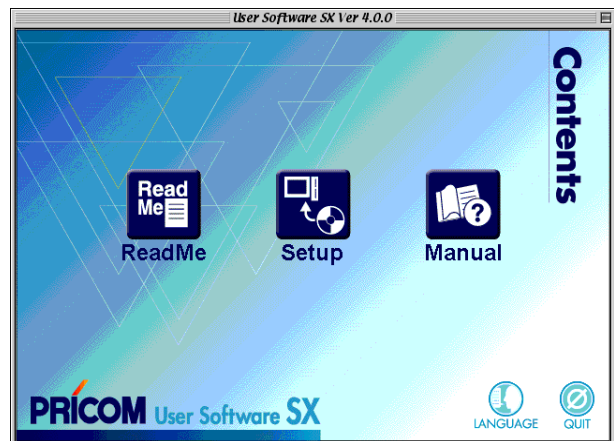 User Software SX Ver 4.0.0
Contents
Read
Me
ReadMe
?
Setup
Manual
PRICOM User Software SX
LANGUAGE
QUIT